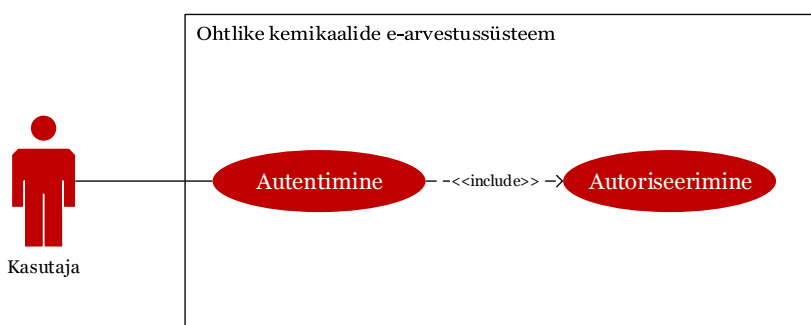 Ohtlike kemikaalide e-arvestussüsteem
Autentimine
<<include>>
Autoriseerimine
Kasutaja